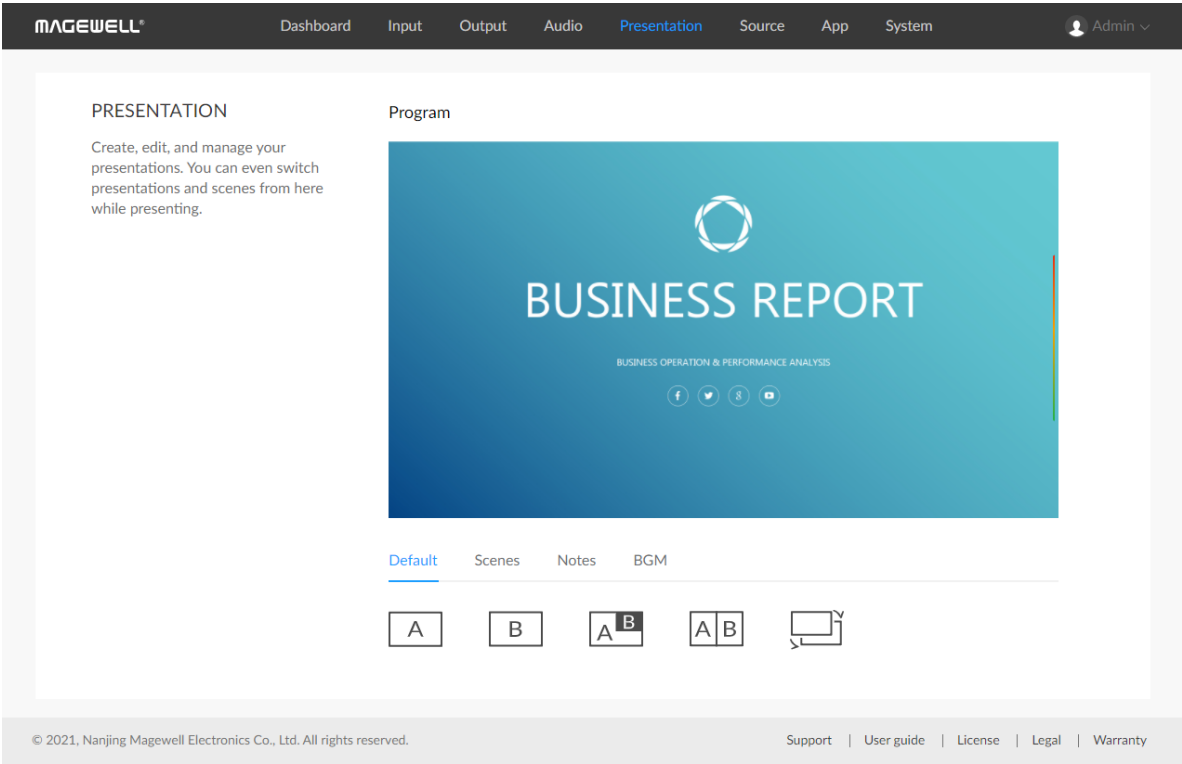 MAGEWELL®
Dashboard Input Output Audio Presentation Source App System Admin
PRESENTATION
Create, edit, and manage your
presentations. You can even switch
presentations and scenes from here
while presenting.
Program
BUSINESS REPORT
BUSINESS OPERATION & PERFORMANCE ANALYSIS
Default Scenes Notes BGM
A B A B A B
© 2021, Nanjing Magewell Electronics Co., Ltd. All rights reserved.
Support | User guide | License | Legal | Warranty